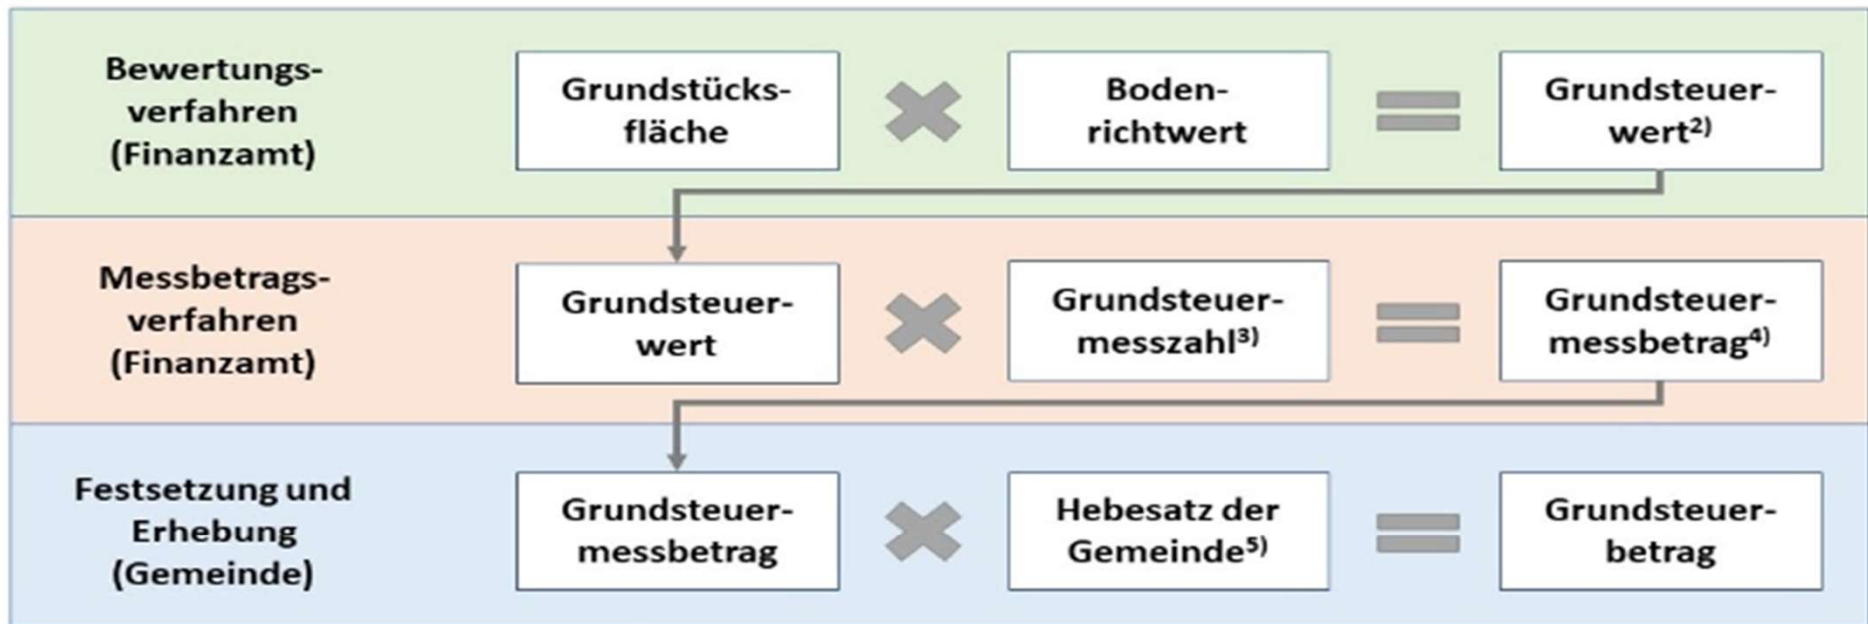 Bewertungs-
verfahren
(Finanzamt)
Grundstücks-
fläche
Boden-
richtwert
Grundsteuer-
wert²⁾
Messbetrags-
verfahren
(Finanzamt)
Grundsteuer-
wert
Grundsteuer-
messzahl³⁾
Grundsteuer-
messbetrag⁴⁾
Festsetzung und
Erhebung
(Gemeinde)
Grundsteuer-
messbetrag
Hebesatz der
Gemeinde⁵⁾
Grundsteuer-
betrag